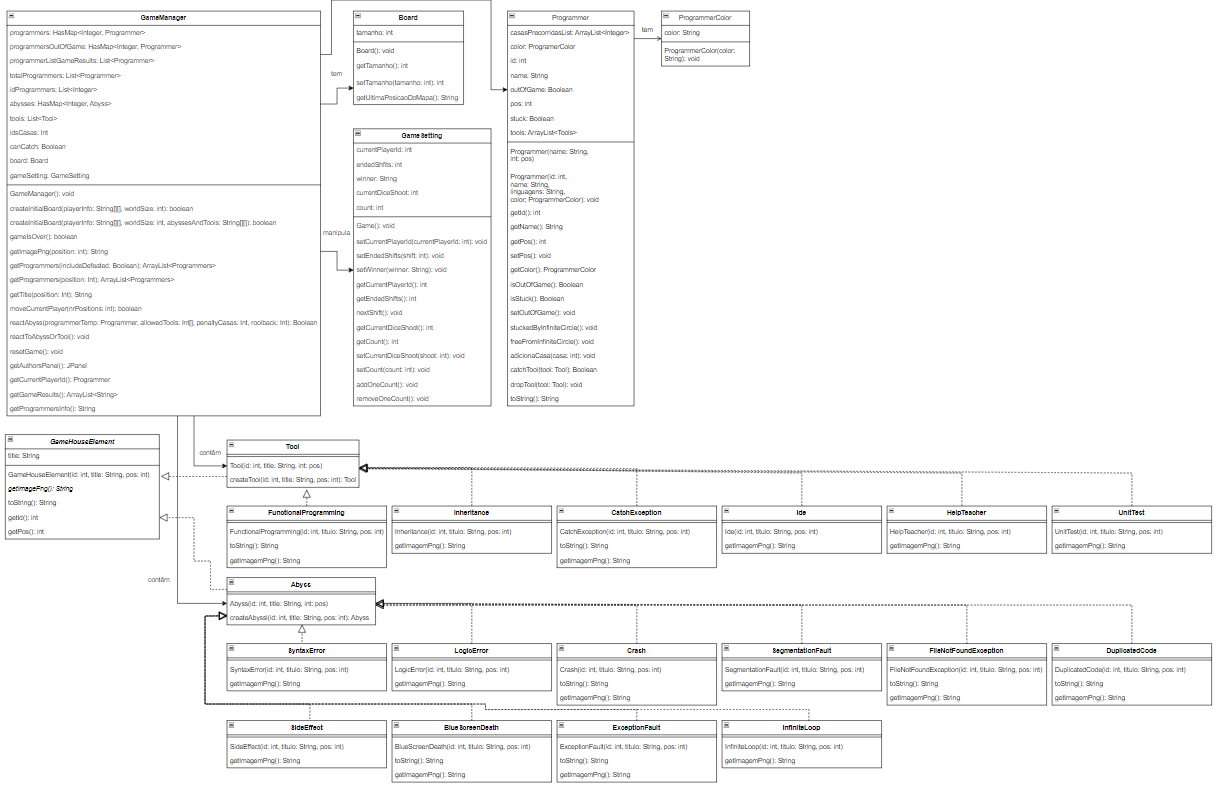 GameManager
programmers: HasMap<Integer, Programmer>
programmersOutOfGame: HasMap<Integer, Programmer>
programmerListGameResults: List<Programmer>
totalProgrammers: List<Programmer>
idProgrammers: List<Integer>
abysses: HasMap<Integer, Abyss>
tools: List<Tool>
idsCasas: Int
canCatch: Boolean
board: Board
gameSetting: GameSetting
GameManager(): void
createInitialBoard(playerInfo: String[][], worldSize: int): boolean
createInitialBoard(playerInfo: String[][], worldSize: int, abyssesAndTools: String[][]): boolean
gameIsOver(): boolean
getImagePng(position: int): String
getProgrammers(includeDefeated: Boolean): ArrayList<Programmers>
getProgrammers(position: Int): ArrayList<Programmers>
getTitle(posiition: Int): String
moveCurrentPlayer(nrPositions: int): boolean
reactAbyss(programmerTemp: Programmer, allowedTools: Int[], penaltyCasas: Int, roolback: Int): Boolean
reactToAbyssOrTool(): void
resetGame(): void
getAuthorsPanel(): JPanel
getCurrentPlayerId(): Programmer
getGameResults(): ArrayList<String>
getProgrammersInfo(): String
tem
manipula
Board
tamanho: int
Board(): void
getTamanho(): int
setTamanho(tamanho: int): int
getUltimaPosicaoDoMapa(): String
GameSetting
currentPlayerId: int
endedShfits: int
winner: String
currentDiceShoot: int
count: int
Game(): void
setCurrentPlayerId(currentPlayerId: int): void
setEndedShifts(shift: int): void
setWinner(winner: String): void
getCurrentPlayerId(): int
getEndedShifts(): int
nextShift(): void
getCurrentDiceShoot(): int
getCount(): int
setCurrentDiceShoot(shoot: int): void
setCount(count: int): void
addOneCount(): void
removeOneCount(): void
Programmer
casasPrecorridasList: ArrayList<Integer>
color: ProgramerColor
id: int
name: String
outOfGame: Boolean
pos: int
stuck: Boolean
tools: ArrayList<Tools>
Programmer(name: String,
int: pos)
Programmer(id: int,
name: String,
linguagens: String,
color: ProgrammerColor): void
getId(): int
getName(): String
getPos(): int
setPos(): void
getColor(): ProgrammerColor
isOutOfGame(): Boolean
isStuck(): Boolean
setOutOfGame(): void
stuckedByInfiniteCircle(): void
freeFromInfiniteCircle(): void
adicionaCasa(casa: int): void
catchTool(tool: Tool): Boolean
dropTool(tool: Tool): void
toString(): String
tem
ProgrammerColor
color: String
ProgrammerColor(color:
String): void
GameHouseElement
title: String
GameHouseElement(id: int, title: String, pos: int)
getImagePng(): String
toString(): String
getId(): int
getPos(): int
contêm
Tool
Tool(id: int, title: String, int: pos)
createTool(id: int, title: String, pos: int): Tool
FunctionalProgramming
FunctionalProgramming(id: int, titulo: String, pos: int)
toString(): String
getImagemPng(): String
Inheritance
Inheritance(id: int, titulo: String, pos: int)
getImagemPng(): String
CatchException
CatchException(id: int, titulo: String, pos: int)
toString(): String
getImagemPng(): String
Ide
Ide(id: int, titulo: String, pos: int)
getImagemPng(): String
HelpTeacher
HelpTeacher(id: int, titulo: String, pos: int)
getImagemPng(): String
UnitTest
UnitTest(id: int, titulo: String, pos: int)
getImagemPng(): String
contêm
Abyss
Abyss(id: int, title: String, int: pos)
createAbyss(id: int, title: String, pos: int): Abyss
SyntaxError
SyntaxError(id: int, titulo: String, pos: int)
getImagemPng(): String
LogicError
LogicError(id: int, titulo: String, pos: int)
getImagemPng(): String
Crash
Crash(id: int, titulo: String, pos: int)
toString(): String
getImagemPng(): String
SegmentationFault
SegmentationFault(id: int, titulo: String, pos: int)
getImagemPng(): String
FileNotFoundException
FileNotFoundException(id: int, titulo: String, pos: int)
toString(): String
getImagemPng(): String
DuplicatedCode
DuplicatedCode(id: int, titulo: String, pos: int)
toString(): String
getImagemPng(): String
SideEffect
SideEffect(id: int, titulo: String, pos: int)
getImagemPng(): String
BlueScreenDeath
BlueScreenDeath(id: int, titulo: String, pos: int)
toString(): String
getImagemPng(): String
ExceptionFault
ExceptionFault(id: int, titulo: String, pos: int)
toString(): String
getImagemPng(): String
InfiniteLoop
InfiniteLoop(id: int, titulo: String, pos: int)
getImagemPng(): String